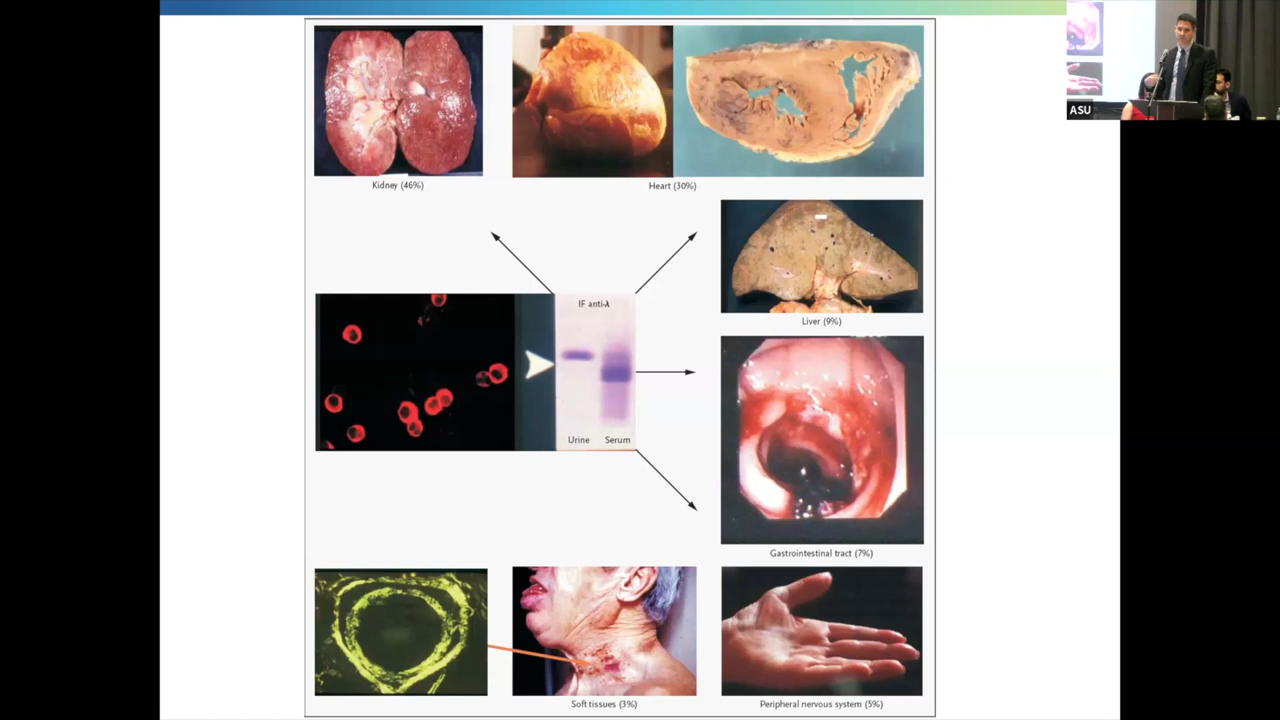 ASU
Kidney (46%)
Heart (30%)
IF anti-λ
Liver (9%)
Urine Serum
Gastrointestinal tract (7%)
Soft tissues (3%)
Peripheral nervous system (5%)